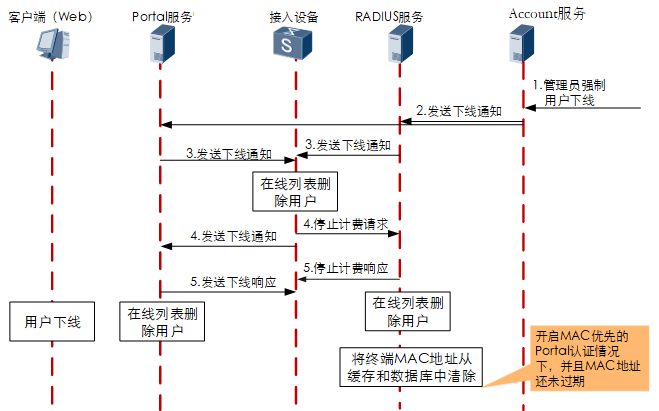 客户端（Web）
Portal服务
接入设备
RADIUS服务
Account服务
S
1.管理员强制
用户下线
2.发送下线通知
3.发送下线通知
3.发送下线通知
在线列表删
除用户
4.停止计费请求
4.发送下线通知
5.停止计费响应
5.发送下线响应
用户下线
在线列表删
除用户
在线列表删
除用户
将终端MAC地址从
缓存和数据库中清除
开启MAC优先的
Portal认证情况
下，并且MAC地址
还未过期